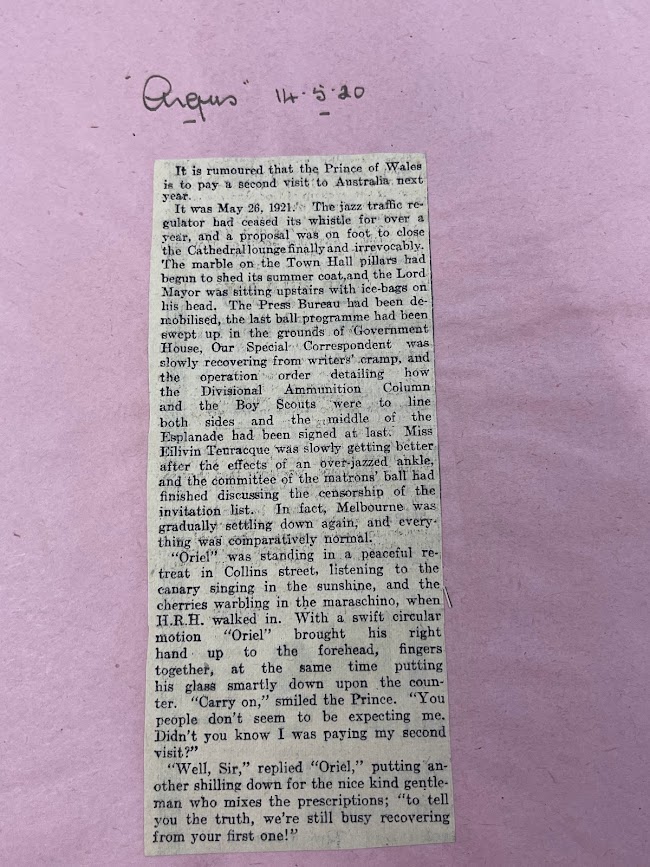 "Argus" 14.5.20
It is rumoured that the Prince of Wales
is to pay a second visit to Australia next
year.
It was May 26, 1921. The jazz traffic re-
gulator had ceased its whistle for over a
year, and a proposal was on foot to close
the Cathedral lounge finally and irrevocably.
The marble on the Town Hall pillars had
begun to shed its summer coat, and the Lord
Mayor was sitting upstairs with ice-bags on
his head. The Press Bureau had been de-
mobilised, the last ball programme had been
swept up in the grounds of Government
House, Our Special Correspondent was
slowly recovering from writers' cramp, and
the operation order detailing how
the Divisional Ammunition Column
and the Boy Scouts were to line
both sides and the middle of the
Esplanade had been signed at last. Miss
Eilivin Tenracque was slowly getting better
after the effects of an over-jazzed ankle,
and the committee of the matrons' ball had
finished discussing the censorship of the
invitation list. In fact, Melbourne was
gradually settling down again, and every-
thing was comparatively normal.
"Oriel" was standing in a peaceful re-
treat in Collins street, listening to the
canary singing in the sunshine, and the
cherries warbling in the maraschino, when
H.R.H. walked in. With a swift circular
motion "Oriel" brought his right
hand up to the forehead, fingers
together, at the same time putting
his glass smartly down upon the coun-
ter. "Carry on," smiled the Prince. "You
people don't seem to be expecting me.
Didn't you know I was paying my second
visit?"
"Well, Sir," replied "Oriel," putting an-
other shilling down for the nice kind gentle-
man who mixes the prescriptions; "to tell
you the truth, we're still busy recovering
from your first one!"